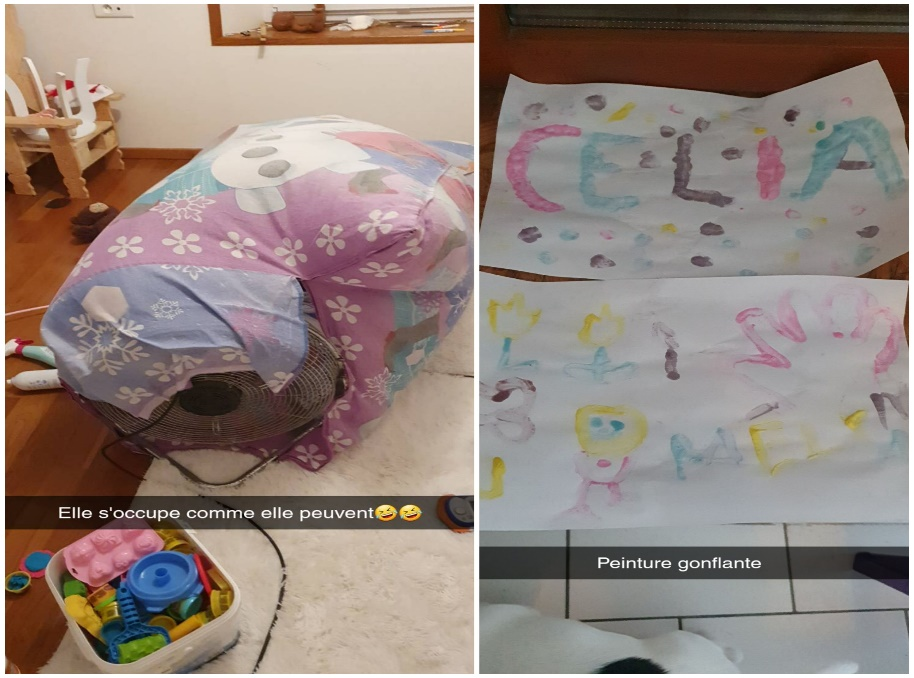 Elle s'occupe comme elle peuvent🤣🤣
CELIA
Peinture gonflante